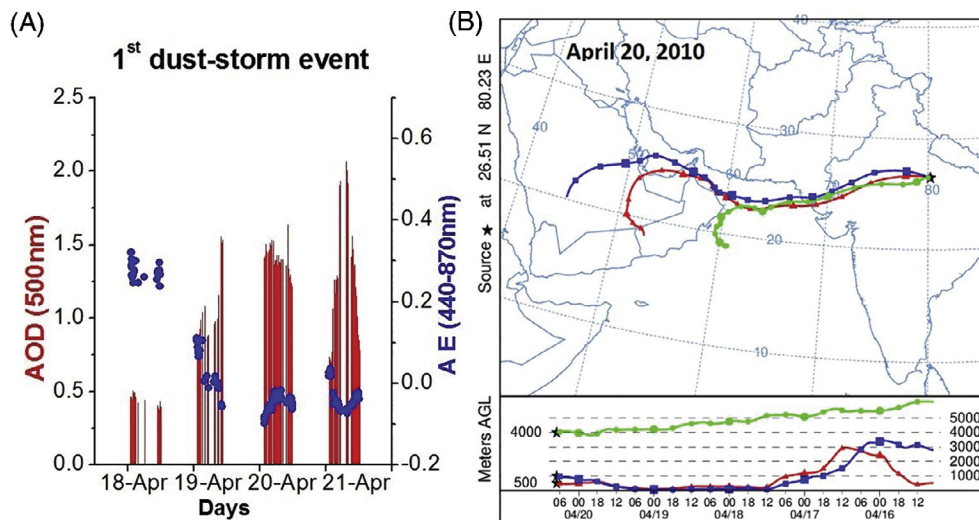 (A)
1st dust-storm event
AOD (500nm)
2.5
2.0
1.5
1.0
0.5
0.0
0.6
0.4
0.2
0.0
-0.2
A E (440-870nm)
18-Apr 19-Apr 20-Apr 21-Apr
Days
(B)
April 20, 2010
Source ★ at 26.51 N 80.23 E
40
40
30
30
50
60
80
20
10
Meters AGL
4000
500
5000
4000
3000
2000
1000
06 00 18 12 06 00 18 12 06 00 18 12 06 00 18 12 06 00 18 12
04/20 04/19 04/18 04/17 04/16